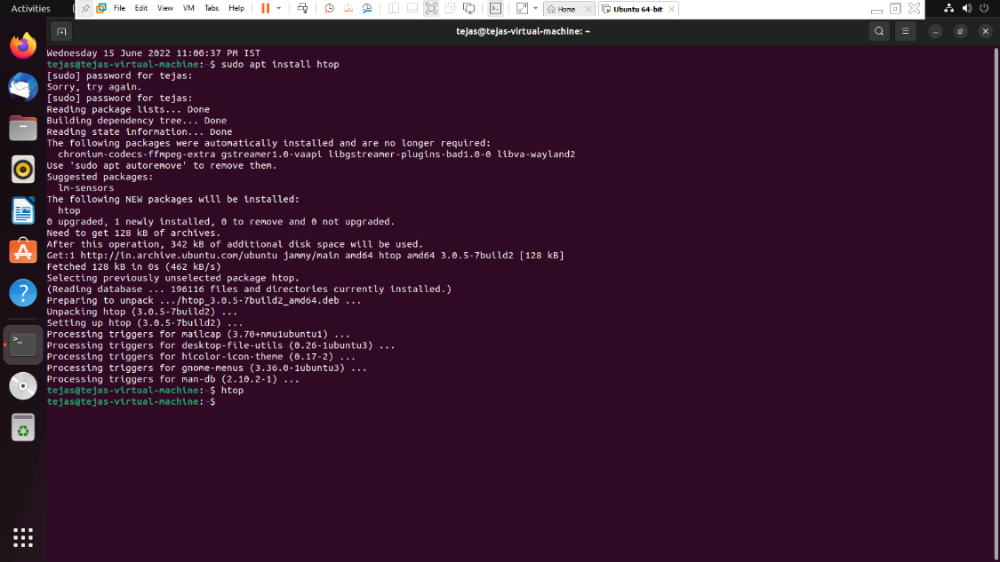 Activities
File Edit View VM Tabs Help
Home
Ubuntu 64-bit
tejas@tejas-virtual-machine: ~
Wednesday 15 June 2022 11:00:37 PM IST
tejas@tejas-virtual-machine:~$ sudo apt install htop
[sudo] password for tejas:
Sorry, try again.
[sudo] password for tejas:
Reading package lists... Done
Building dependency tree... Done
Reading state information... Done
The following packages were automatically installed and are no longer required:
chromium-codecs-ffmpeg-extra gstreamer1.0-vaapi libgstreamer-plugins-bad1.0-0 libva-wayland2
Use 'sudo apt autoremove' to remove them.
Suggested packages:
lm-sensors
The following NEW packages will be installed:
htop
0 upgraded, 1 newly installed, 0 to remove and 0 not upgraded.
Need to get 128 kB of archives.
After this operation, 342 kB of additional disk space will be used.
Get:1 http://in.archive.ubuntu.com/ubuntu jammy/main amd64 htop amd64 3.0.5-7build2 [128 kB]
Fetched 128 kB in 0s (462 kB/s)
Selecting previously unselected package htop.
(Reading database ... 196116 files and directories currently installed.)
Preparing to unpack .../htop_3.0.5-7build2_amd64.deb ...
Unpacking htop (3.0.5-7build2) ...
Setting up htop (3.0.5-7build2) ...
Processing triggers for mailcap (3.70+nmu1ubuntu1) ...
Processing triggers for desktop-file-utils (0.26-1ubuntu3) ...
Processing triggers for hicolor-icon-theme (0.17-2) ...
Processing triggers for gnome-menus (3.36.0-1ubuntu3) ...
Processing triggers for man-db (2.10.2-1) ...
tejas@tejas-virtual-machine:~$ htop
tejas@tejas-virtual-machine:~$